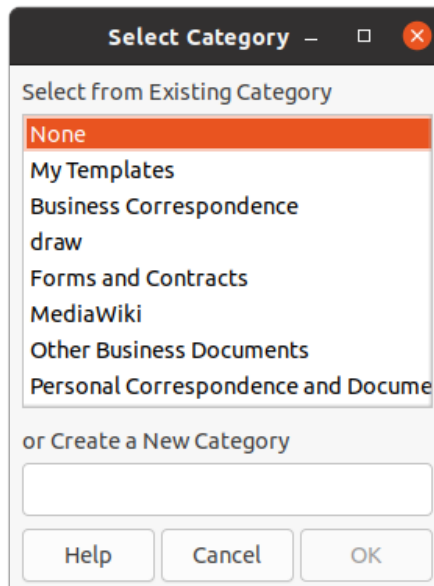 Select Category
Select from Existing Category
None
My Templates
Business Correspondence
draw
Forms and Contracts
MediaWiki
Other Business Documents
Personal Correspondence and Docume
or Create a New Category
Help Cancel OK